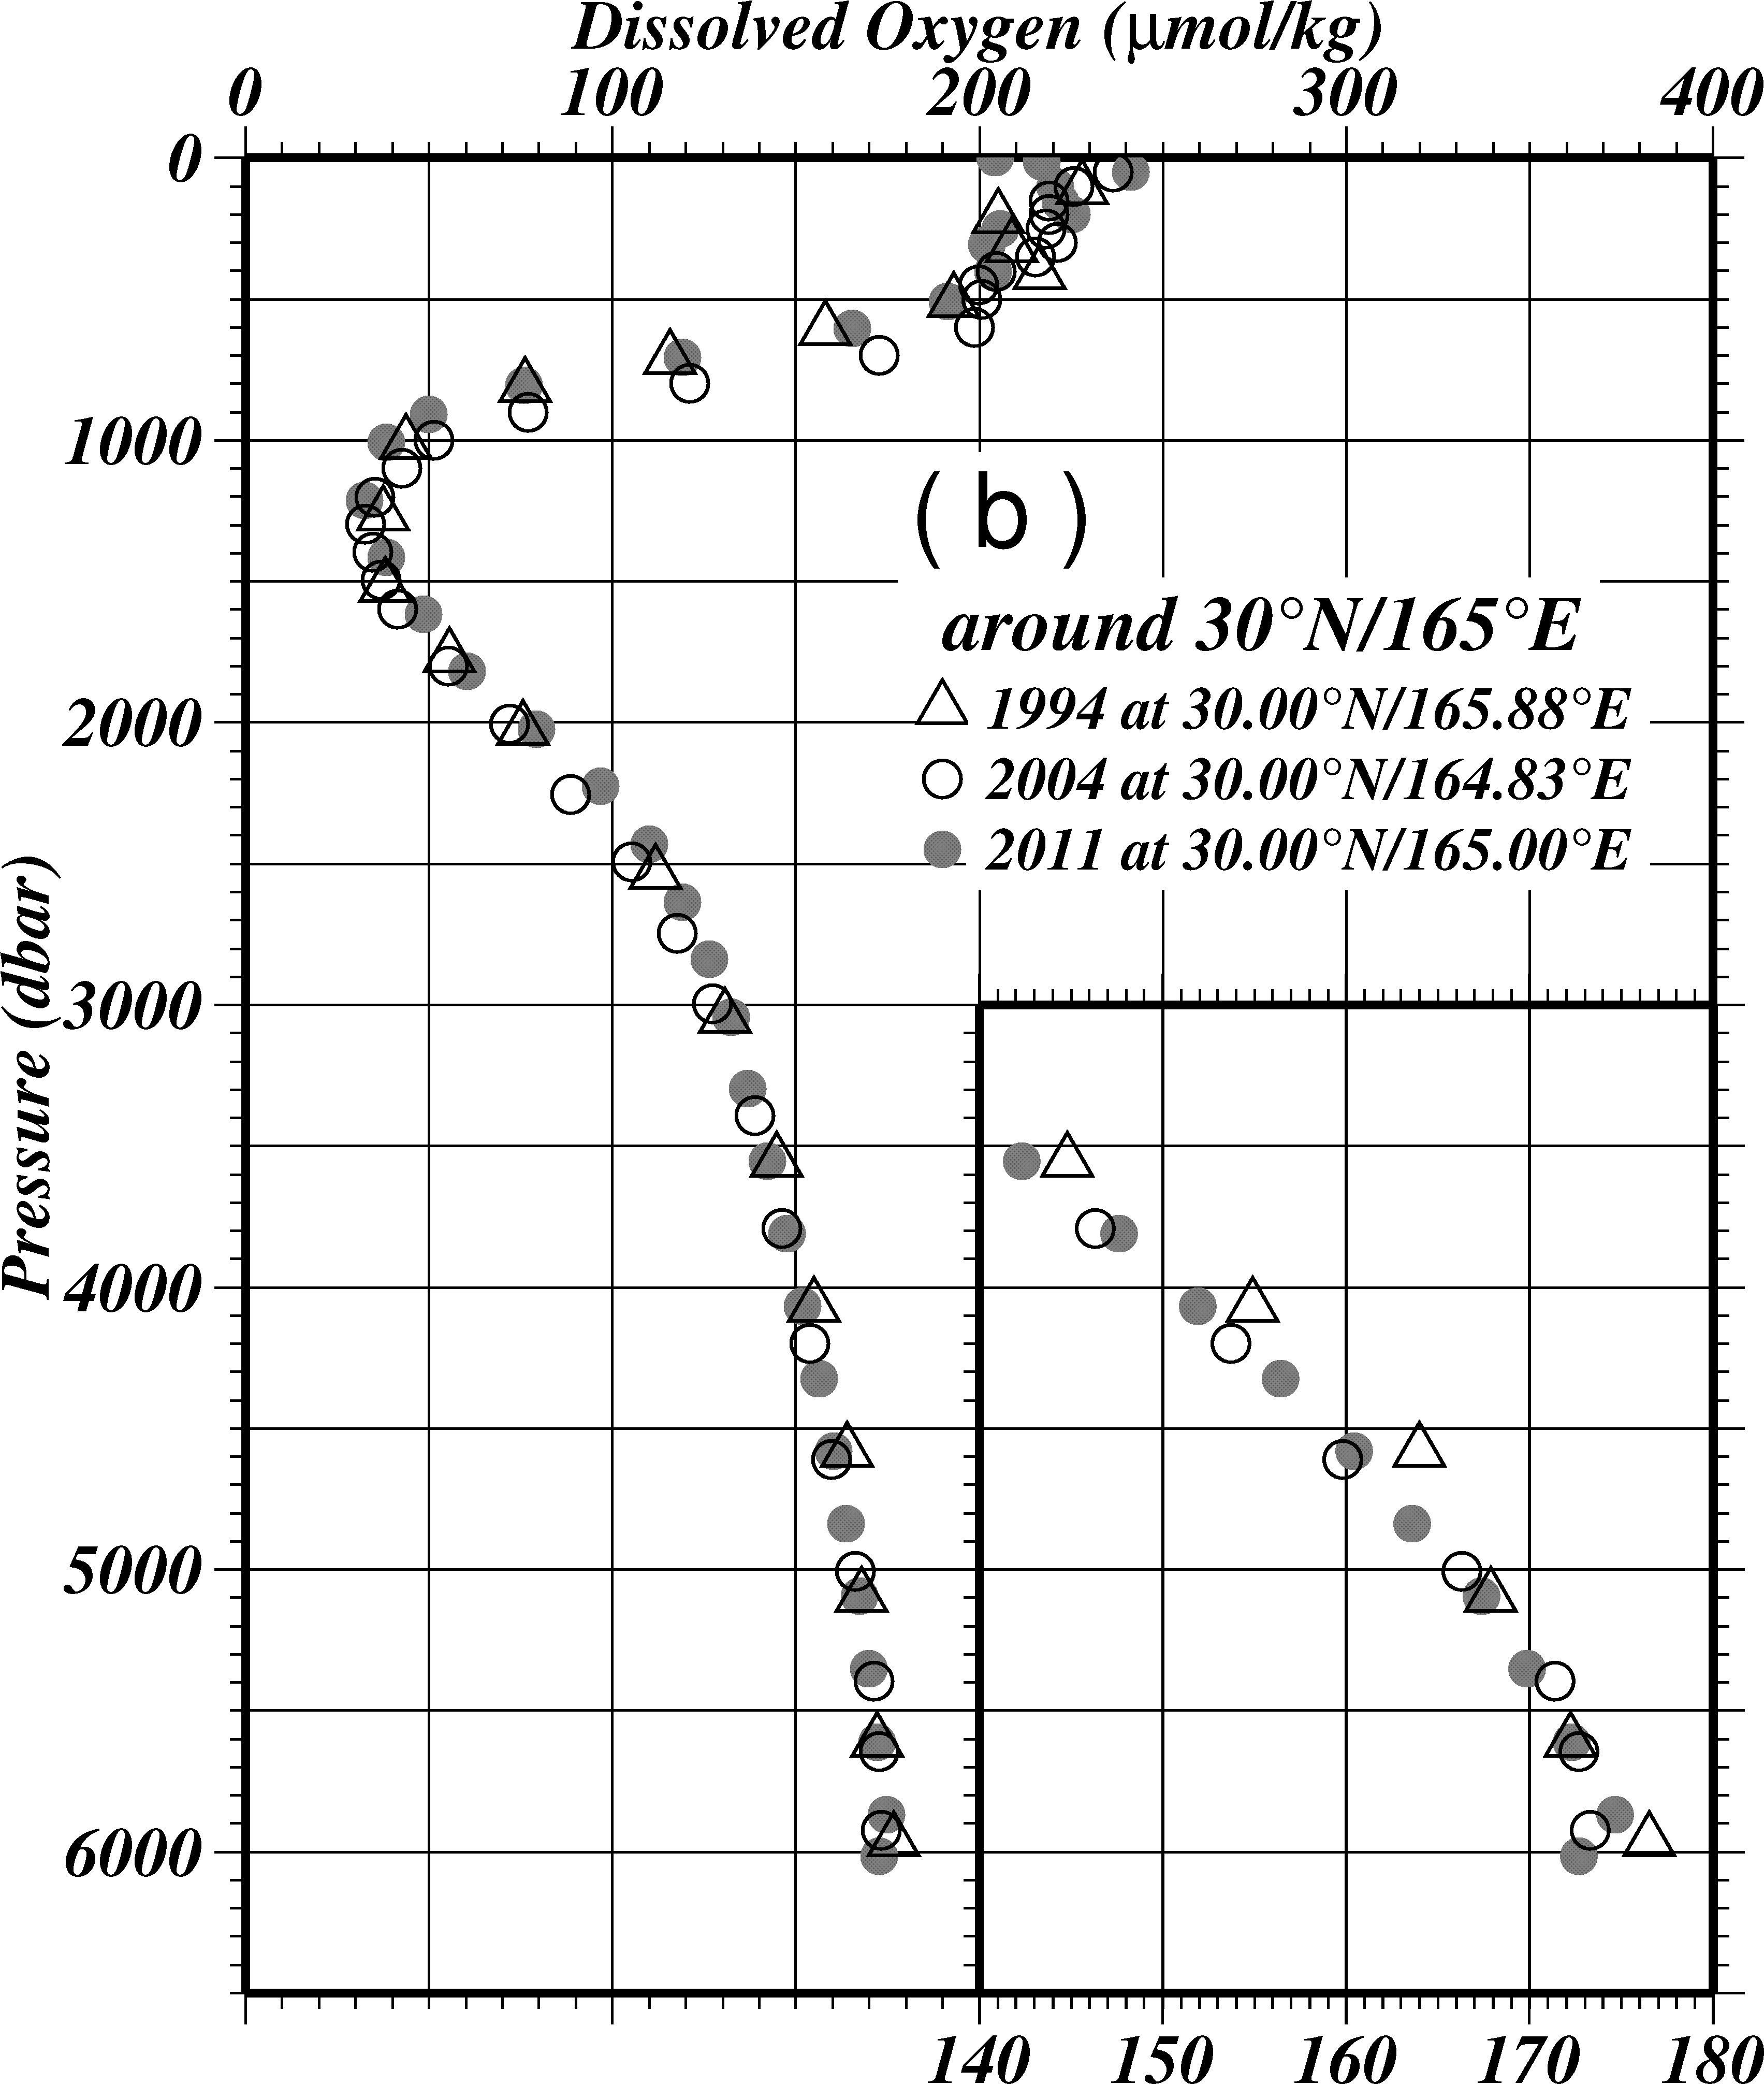 Dissolved Oxygen (μmol/kg)
0 100 200 300 400
0
1000
2000
3000
4000
5000
6000
Pressure (dbar)
(b)
around 30°N/165°E
1994 at 30.00°N/165.88°E
2004 at 30.00°N/164.83°E
2011 at 30.00°N/165.00°E
140 150 160 170 180